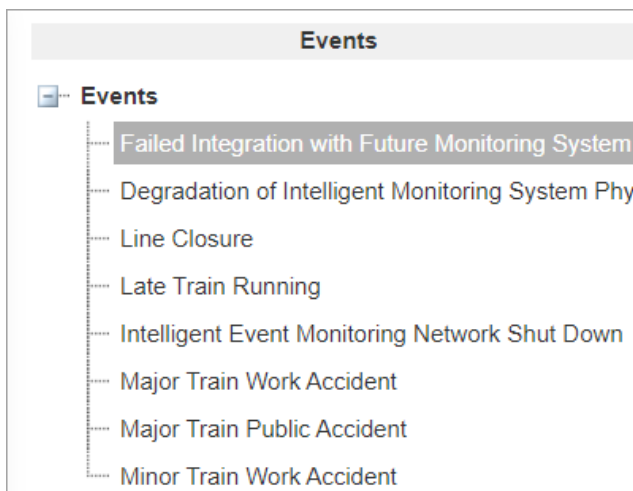 Events
Events
Failed Integration with Future Monitoring System
Degradation of Intelligent Monitoring System Phy
Line Closure
Late Train Running
Intelligent Event Monitoring Network Shut Down
Major Train Work Accident
Major Train Public Accident
Minor Train Work Accident